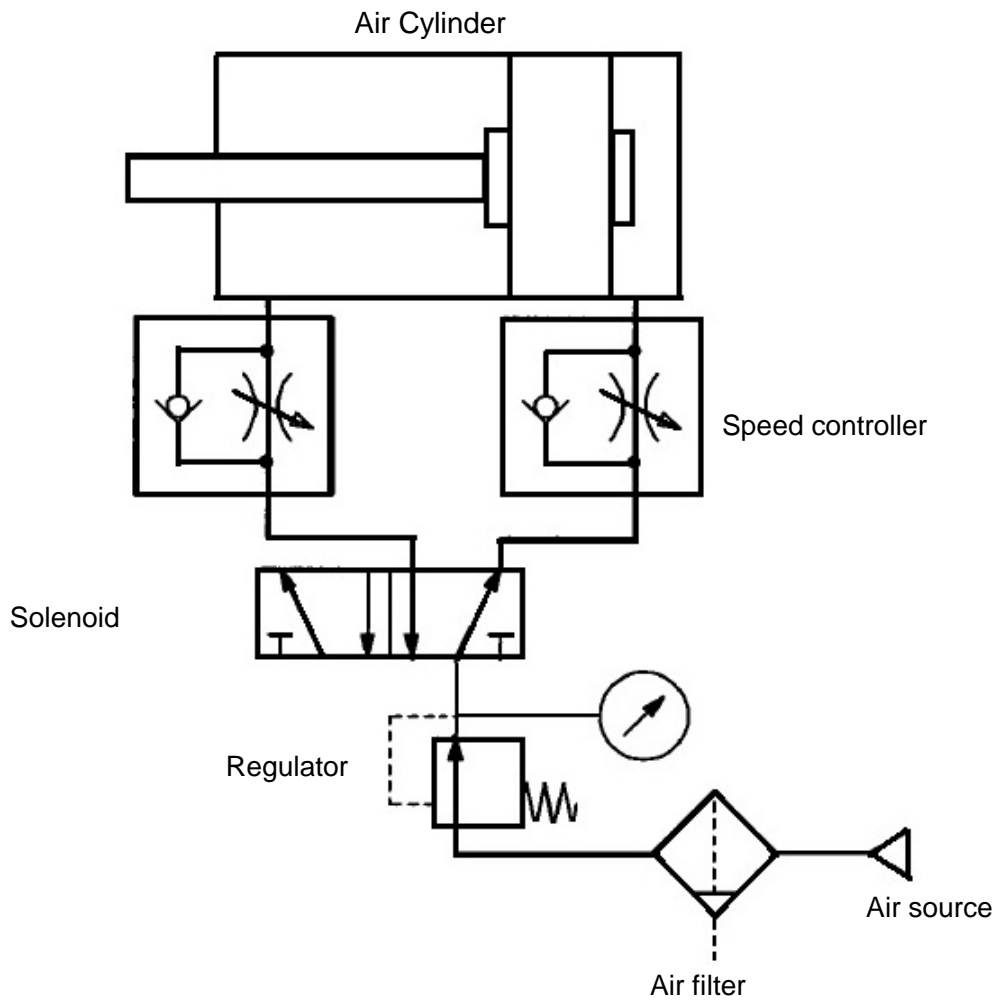 Air Cylinder
Speed controller
Solenoid
Regulator
Air source
Air filter